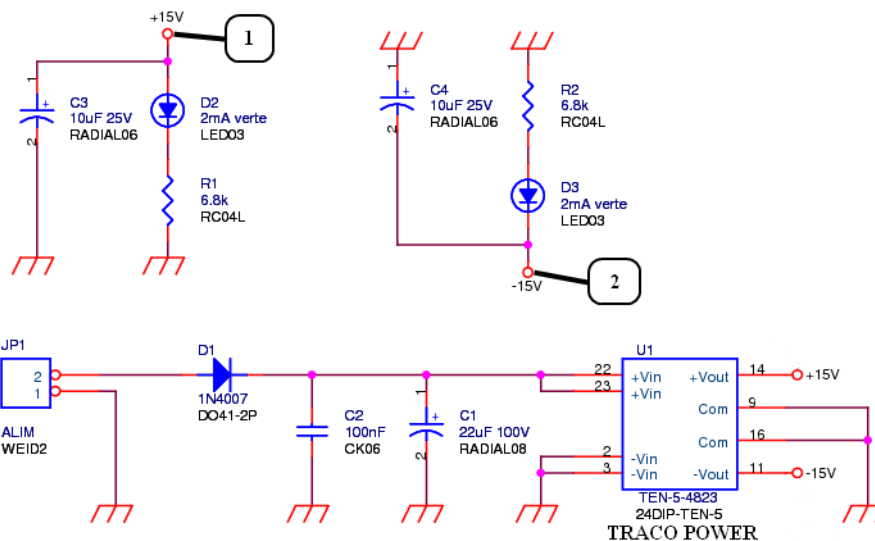 +15V
1
1
C3
10uF 25V
RADIAL06
2
D2
2mA verte
LED03
R1
6.8k
RC04L
1
C4
10uF 25V
RADIAL06
2
R2
6.8k
RC04L
D3
2mA verte
LED03
-15V
2
JP1
2
1
ALIM
WEID2
D1
1N4007
DO41-2P
C2
100nF
CK06
1
C1
22uF 100V
RADIAL08
2
U1
22 +Vin +Vout 14 +15V
23 +Vin Com 9
Com 16
2 -Vin
3 -Vin -Vout 11 -15V
TEN-5-4823
24DIP-TEN-5
TRACO POWER